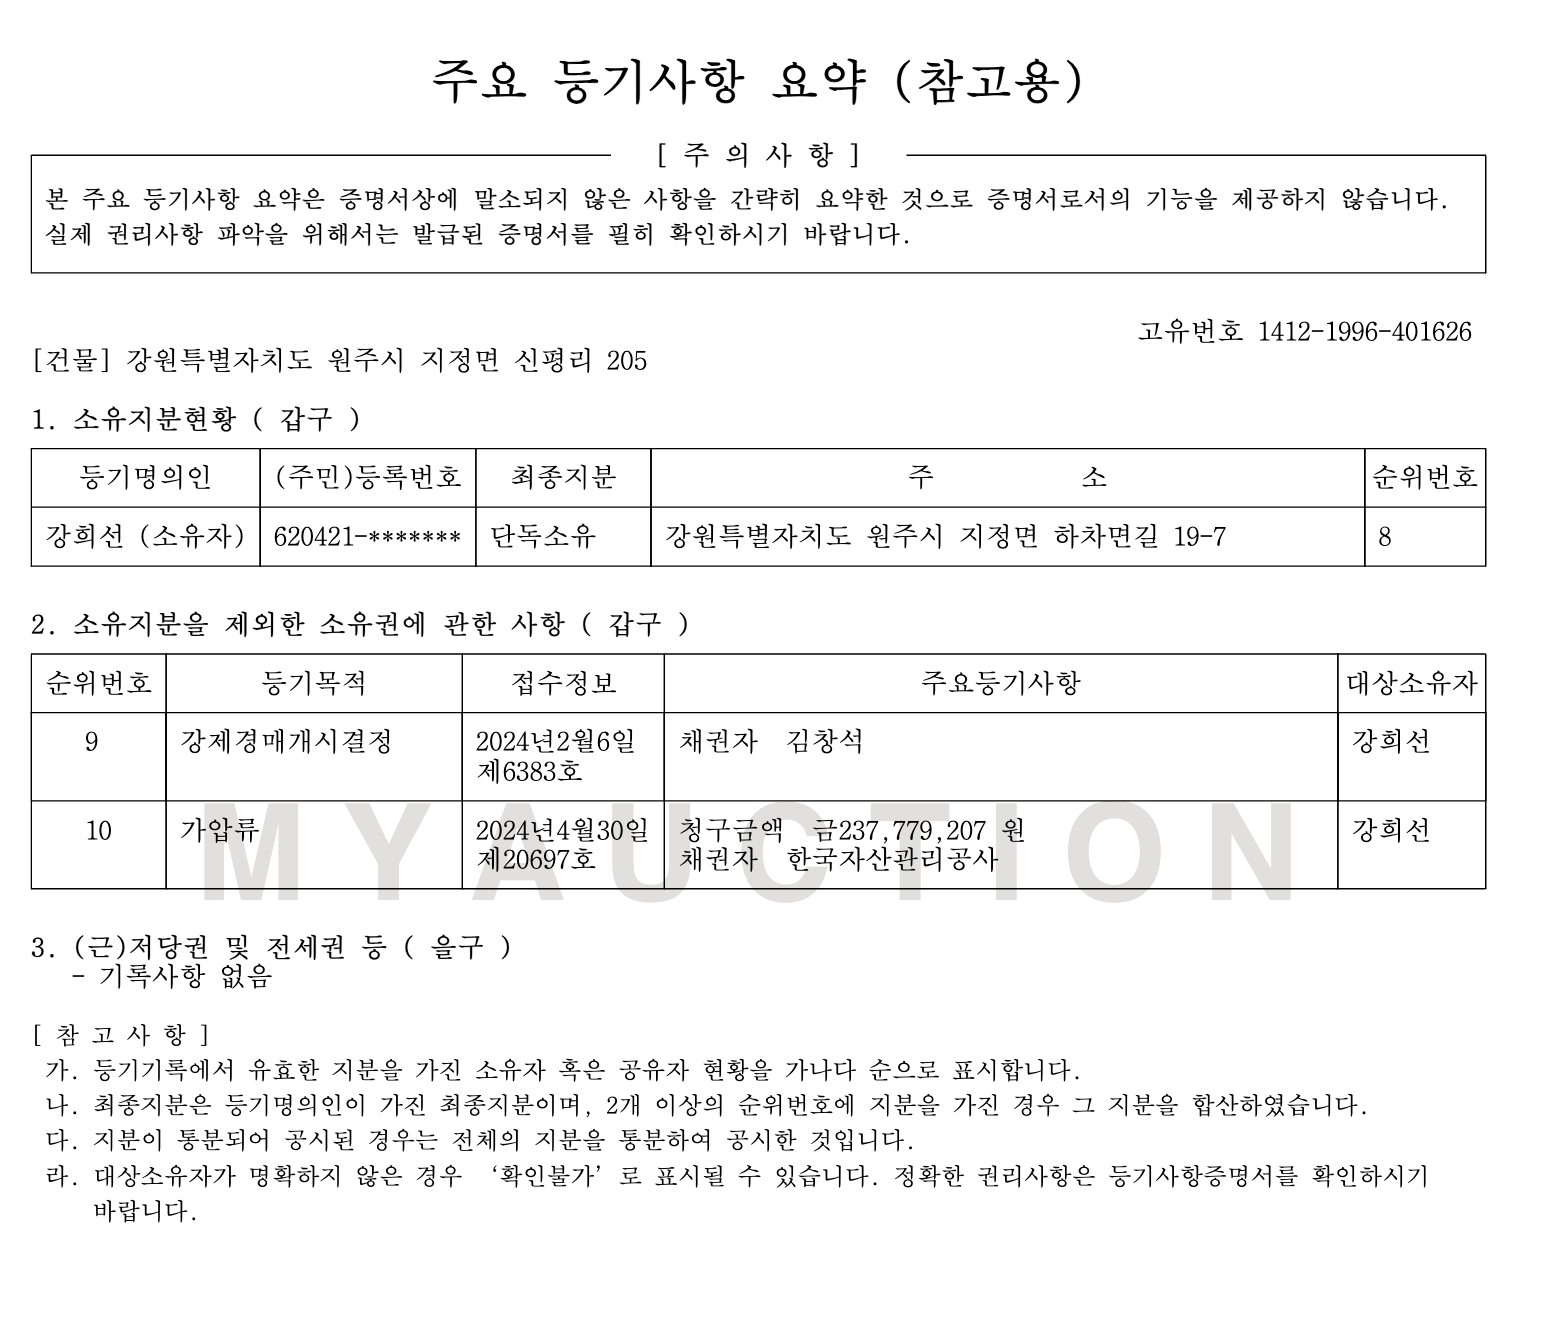 주요 등기사항 요약 (참고용)
[ 주 의 사 항 ]
본 주요 등기사항 요약은 증명서상에 말소되지 않은 사항을 간략히 요약한 것으로 증명서로서의 기능을 제공하지 않습니다.
실제 권리사항 파악을 위해서는 발급된 증명서를 필히 확인하시기 바랍니다.
고유번호 1412-1996-401626
[건물] 강원특별자치도 원주시 지정면 신평리 205
1. 소유지분현황 ( 갑구 )
등기명의인 (주민)등록번호 최종지분 주 소 순위번호
강희선 (소유자) 620421-******* 단독소유 강원특별자치도 원주시 지정면 하차면길 19-7 8
2. 소유지분을 제외한 소유권에 관한 사항 ( 갑구 )
순위번호 등기목적 접수정보 주요등기사항 대상소유자
9 강제경매개시결정 2024년2월6일 채권자 김창석 강희선
제6383호
10 가압류 2024년4월30일 청구금액 금237,779,207 원 강희선
제20697호 채권자 한국자산관리공사
MYAUCTION
3. (근)저당권 및 전세권 등 ( 을구 )
- 기록사항 없음
[ 참 고 사 항 ]
가. 등기기록에서 유효한 지분을 가진 소유자 혹은 공유자 현황을 가나다 순으로 표시합니다.
나. 최종지분은 등기명의인이 가진 최종지분이며, 2개 이상의 순위번호에 지분을 가진 경우 그 지분을 합산하였습니다.
다. 지분이 통분되어 공시된 경우는 전체의 지분을 통분하여 공시한 것입니다.
라. 대상소유자가 명확하지 않은 경우 ‘확인불가’로 표시될 수 있습니다. 정확한 권리사항은 등기사항증명서를 확인하시기
바랍니다.